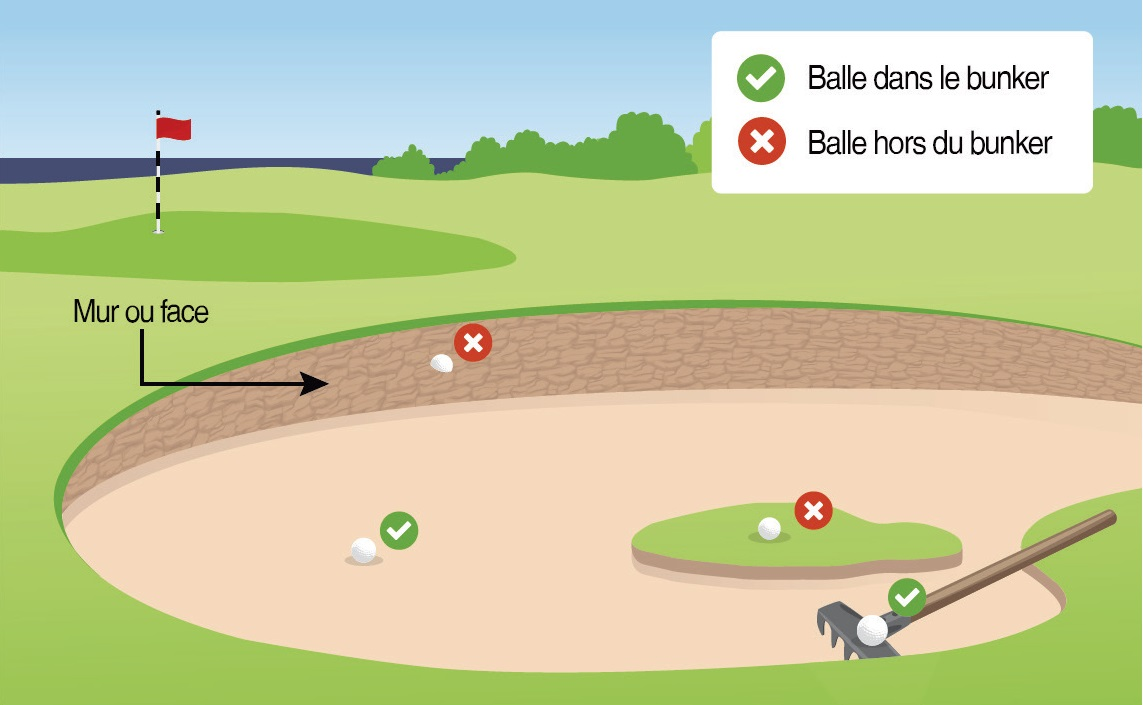 Balle dans le bunker
Balle hors du bunker
Mur ou face